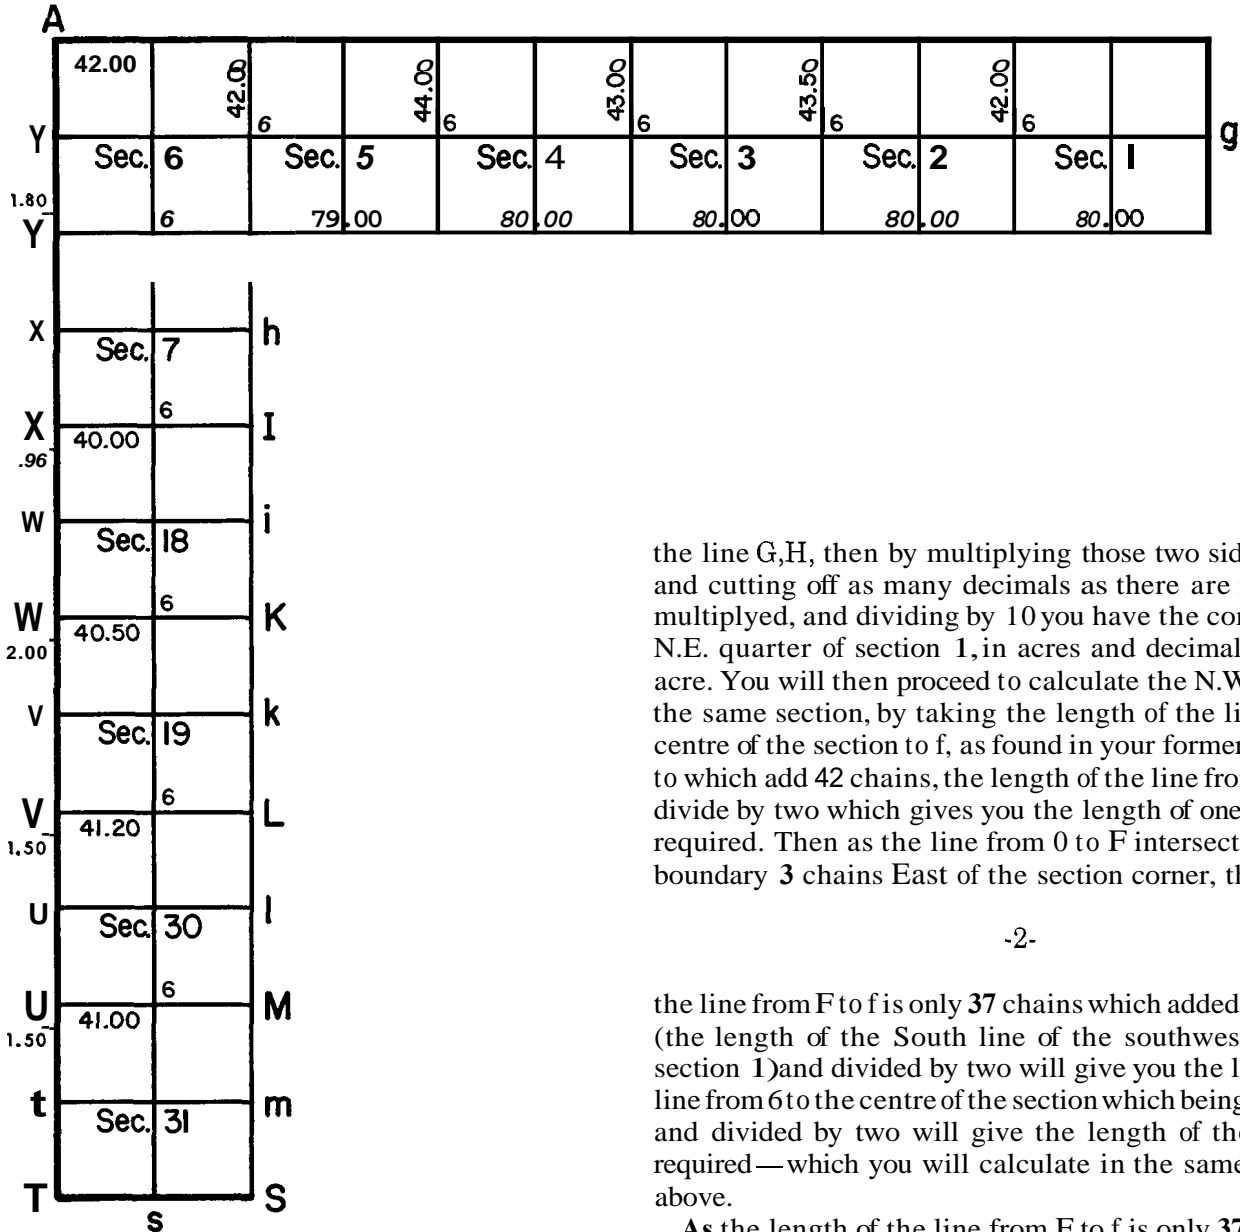 A
42.00
42.00
44.00
43.00
43.50
42.00
6
6
6
6
6
Y
g
Sec. 6
Sec. 5
Sec. 4
Sec. 3
Sec. 2
Sec. 1
1.80
Y
6
79.00
80.00
80.00
80.00
80.00
X
h
Sec. 7
6
X
I
40.00
.96
W
i
Sec. 18
6
W
K
40.50
2.00
V
k
Sec. 19
6
V
L
41.20
1.50
U
l
Sec. 30
6
U
M
41.00
1.50
t
m
Sec. 31
T
S
s
the line G,H, then by multiplying those two sid
and cutting off as many decimals as there are
multiplyed, and dividing by 10 you have the co
N.E. quarter of section 1, in acres and decimal
acre. You will then proceed to calculate the N.W
the same section, by taking the length of the li
centre of the section to f, as found in your former
to which add 42 chains, the length of the line fro
divide by two which gives you the length of one
required. Then as the line from 0 to F intersect
boundary 3 chains East of the section corner, th
-2-
the line from F to f is only 37 chains which added
(the length of the South line of the southwes
section 1)and divided by two will give you the l
line from 6 to the centre of the section which being
and divided by two will give the length of the
required—which you will calculate in the same
above.
As the length of the line from F to f is only 37